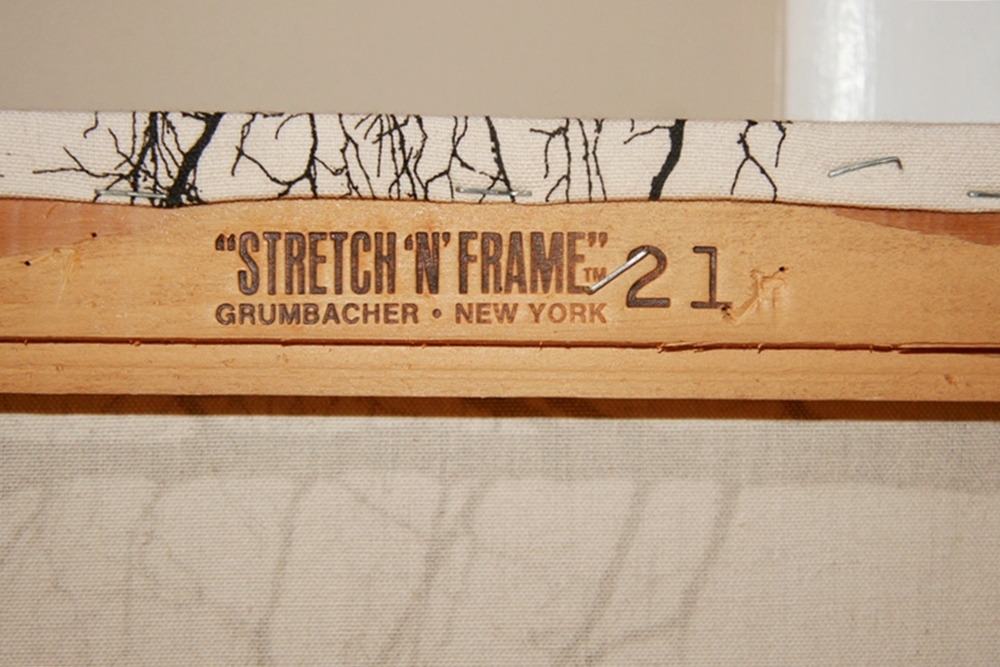 "STRETCH 'N' FRAME"™ 21
GRUMBACHER • NEW YORK